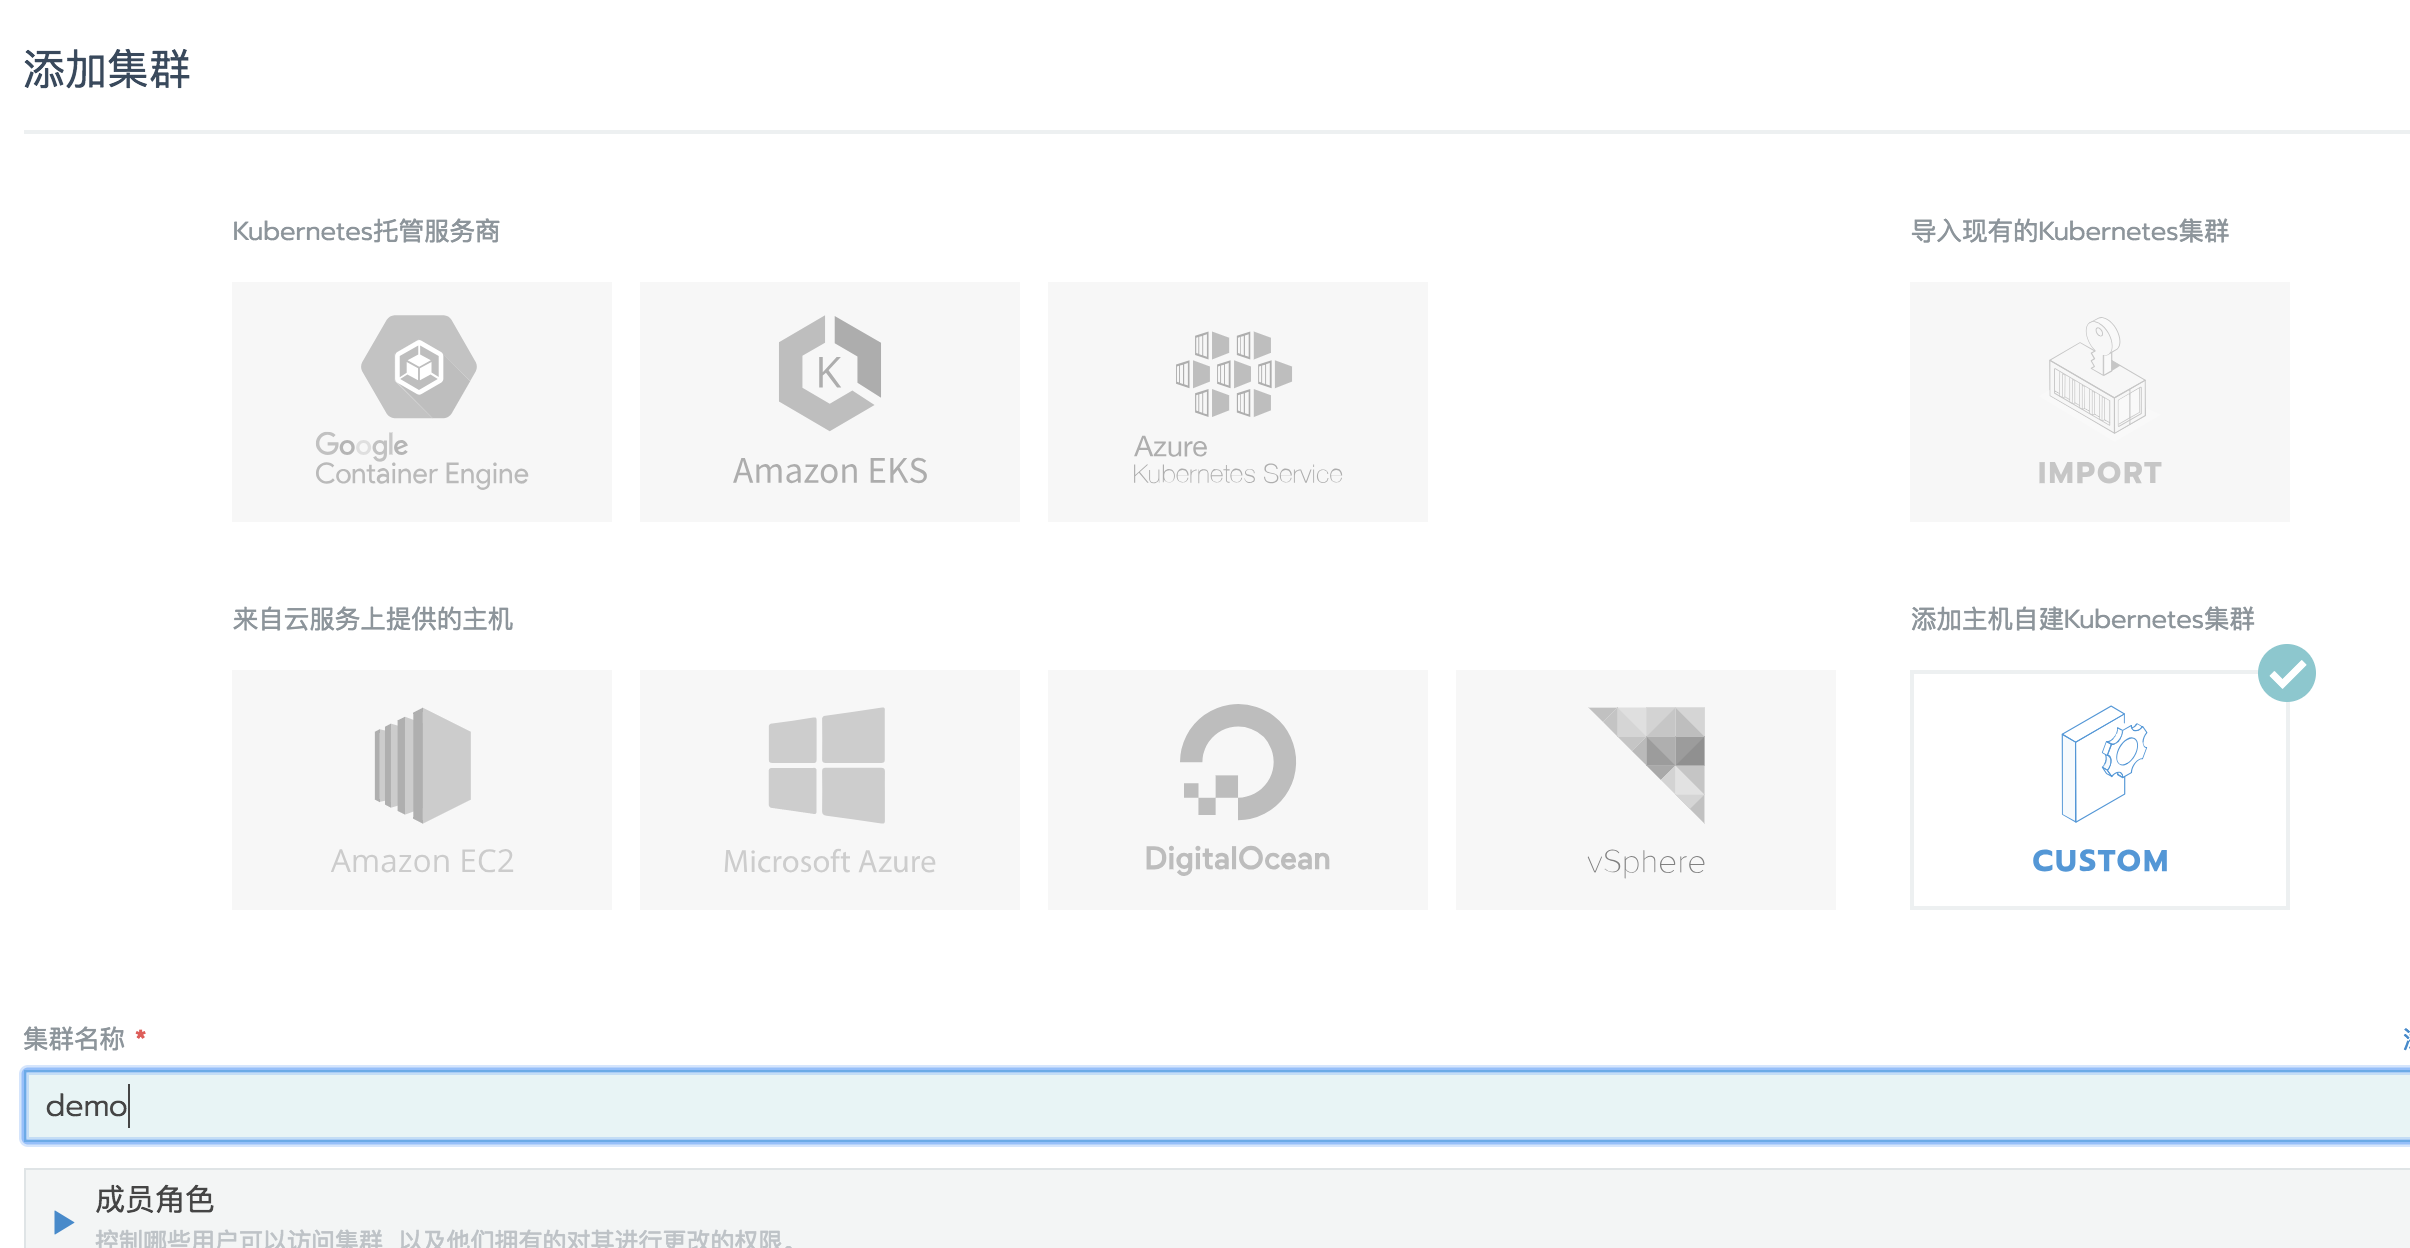 添加集群
Kubernetes托管服务商
导入现有的Kubernetes集群
Google
Container Engine
K
Amazon EKS
Azure
Kubernetes Service
IMPORT
来自云服务上提供的主机
添加主机自建Kubernetes集群
Amazon EC2
Microsoft Azure
DigitalOcean
vSphere
CUSTOM
集群名称 *
demo
成员角色
控制哪些用户可以访问集群, 以及他们拥有的对其进行更改的权限。